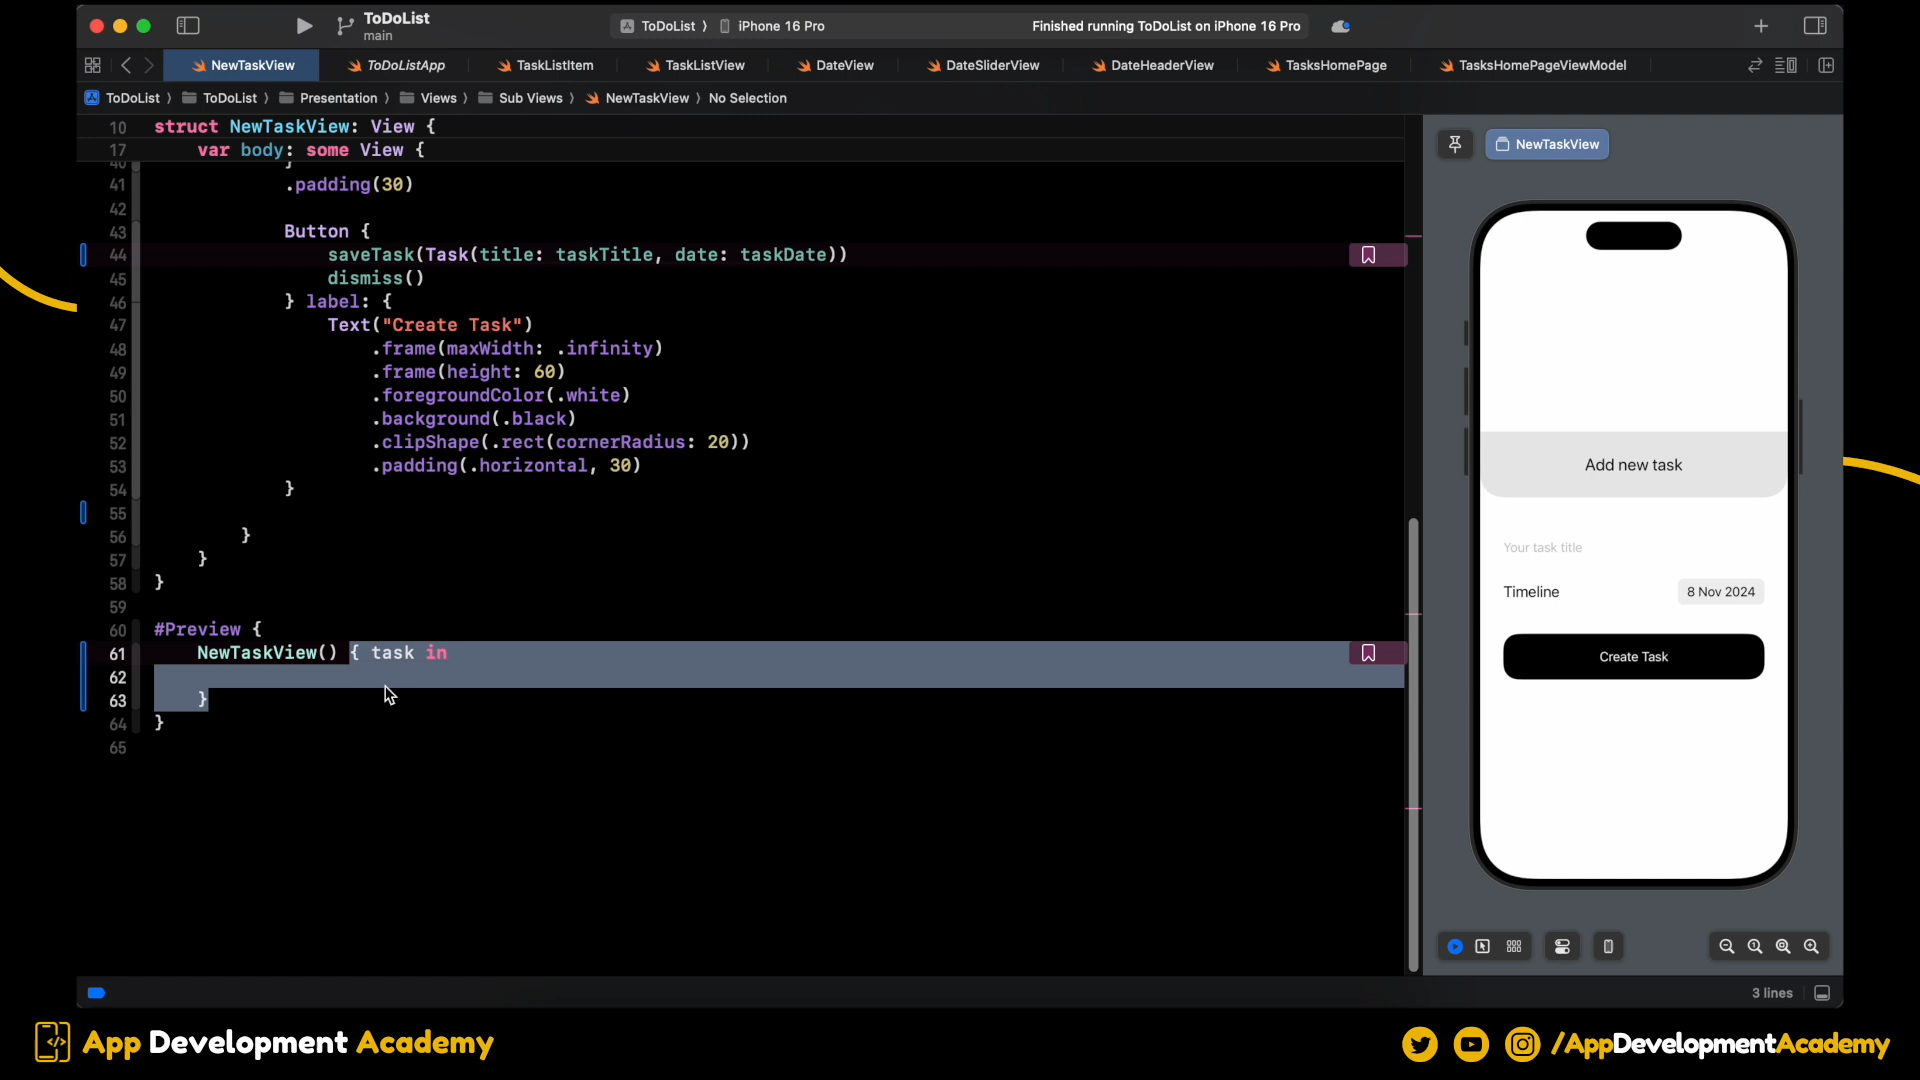 ToDoList
main
ToDoList 〉 iPhone 16 Pro
Finished running ToDoList on iPhone 16 Pro
NewTaskView
ToDoListApp
TaskListItem
TaskListView
DateView
DateSliderView
DateHeaderView
TasksHomePage
TasksHomePageViewModel
ToDoList 〉 ToDoList 〉 Presentation 〉 Views 〉 Sub Views 〉 NewTaskView 〉 No Selection
10 struct NewTaskView: View {
17 var body: some View {
40 }
41 .padding(30)
42
43 Button {
44 saveTask(Task(title: taskTitle, date: taskDate))
45 dismiss()
46 } label: {
47 Text("Create Task")
48 .frame(maxWidth: .infinity)
49 .frame(height: 60)
50 .foregroundColor(.white)
51 .background(.black)
52 .clipShape(.rect(cornerRadius: 20))
53 .padding(.horizontal, 30)
54 }
55
56 }
57 }
58 }
59
60 #Preview {
61 NewTaskView() { task in
62
63 }
64 }
65
NewTaskView
Add new task
Your task title
Timeline 8 Nov 2024
Create Task
3 lines
App Development Academy
/AppDevelopmentAcademy